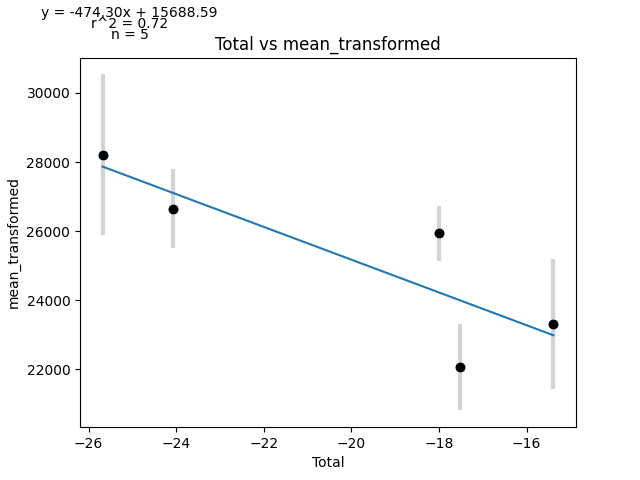 y = -474.30x + 15688.59
r^2 = 0.72
n = 5
Total vs mean_transformed
mean_transformed
30000
28000
26000
24000
22000
−26
−24
−22
−20
−18
−16
Total